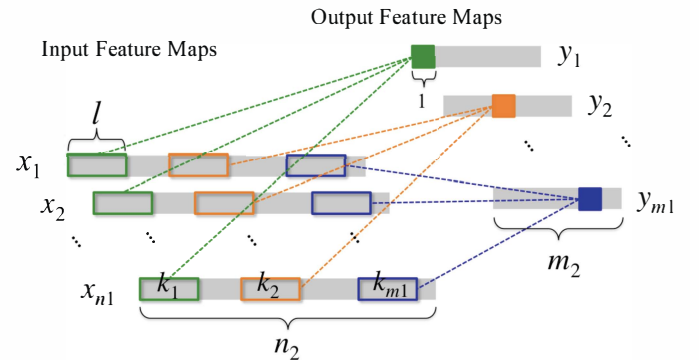 Output Feature Maps
Input Feature Maps
y1
1
y2
l
x1
x2
ym1
m2
xn1
k1 k2 km1
n2